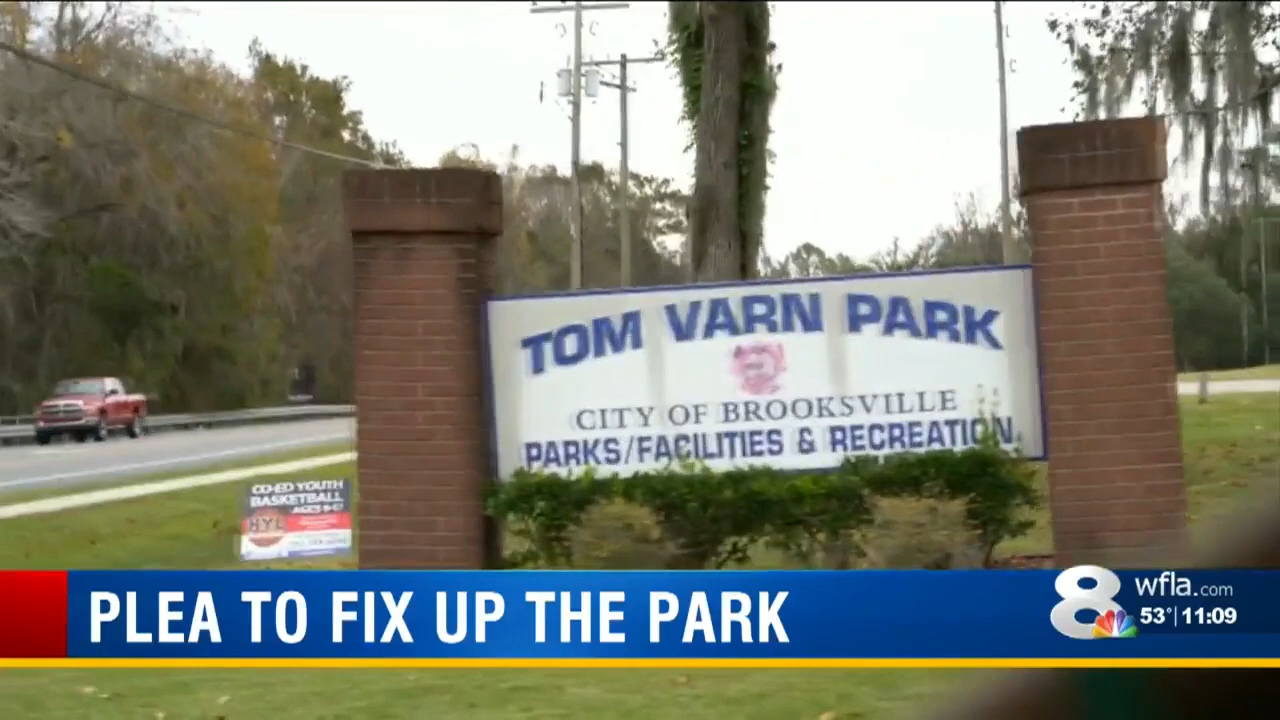 TOM VARN PARK
CITY OF BROOKSVILLE
PARKS/FACILITIES & RECREATION
CO-ED YOUTH
BASKETBALL
HYL
PLEA TO FIX UP THE PARK
8 wfla.com
53° | 11:09